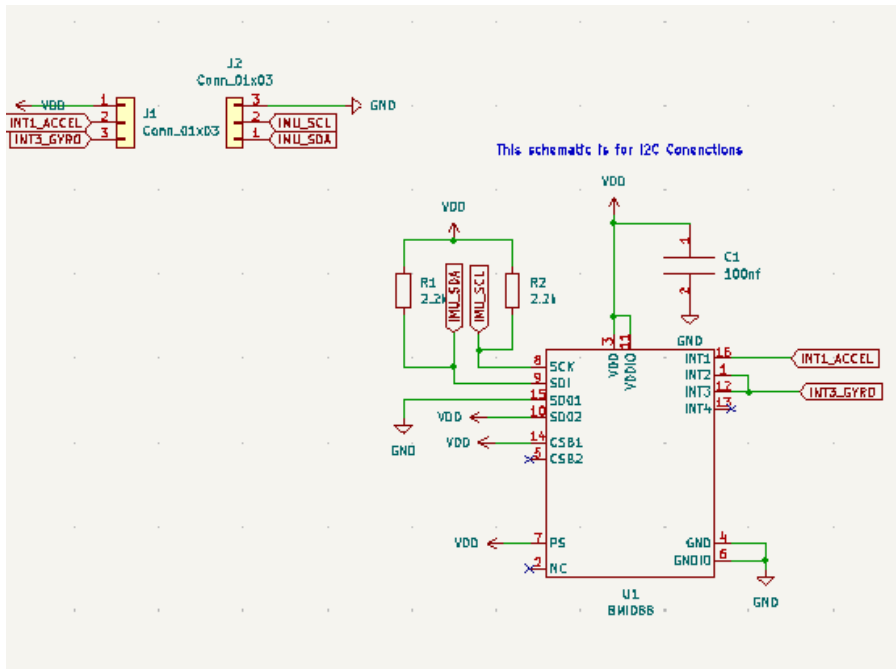 J2
Conn_01x03
VDD 1
INT1_ACCEL 2
INT3_GYRO 3
J1
Conn_01x03
3 GND
2 IMU_SCL
1 IMU_SDA
This schematic is for I2C Conenctions
VDD
VDD
R1
2.2k
IMU_SDA
IMU_SCL
R2
2.2k
1
C1
100nf
2
GND
3 VDD
11 VDDIO
8 SCK
9 SDI
15 SDO1
VDD 10 SDO2
GND
VDD 14 CSB1
5 CSB2
VDD 7 PS
2 NC
INT1 16 INT1_ACCEL
INT2 1
INT3 12 INT3_GYRO
INT4 13
GND 4
GNDIO 6
GND
U1
BMI088